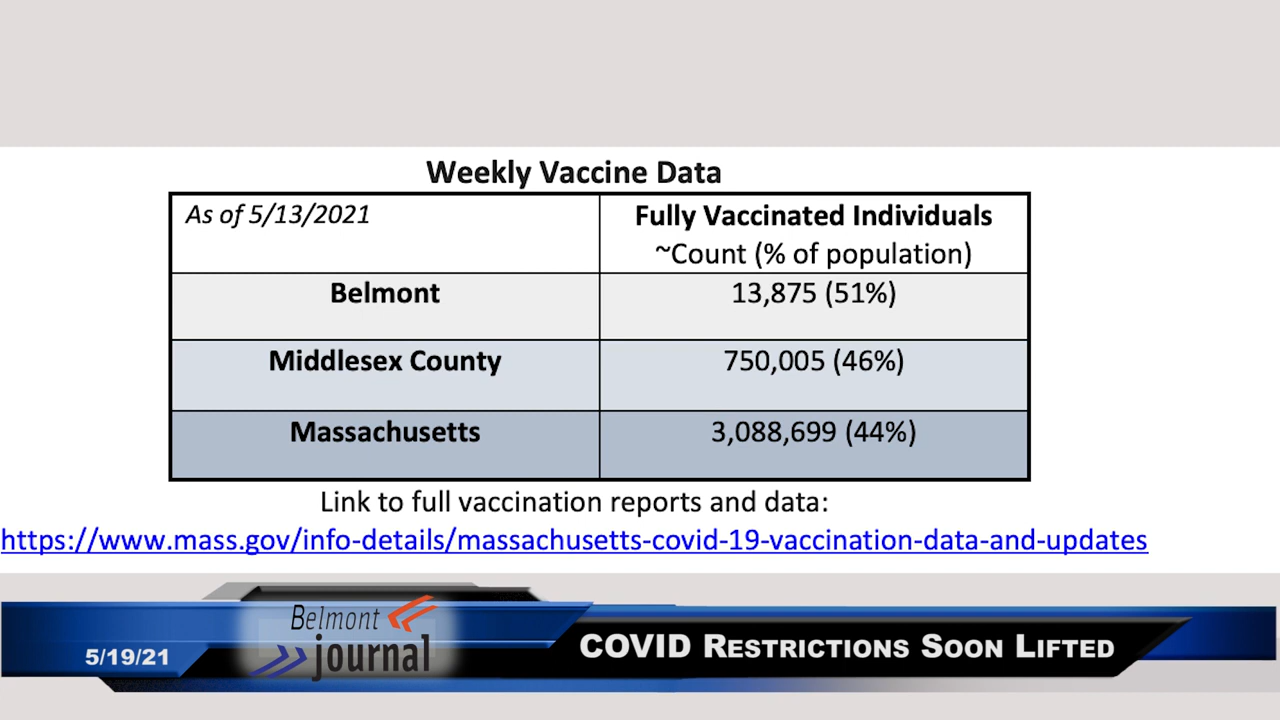 Weekly Vaccine Data
As of 5/13/2021
Fully Vaccinated Individuals
~Count (% of population)
Belmont
13,875 (51%)
Middlesex County
750,005 (46%)
Massachusetts
3,088,699 (44%)
Link to full vaccination reports and data:
https://www.mass.gov/info-details/massachusetts-covid-19-vaccination-data-and-updates
5/19/21
Belmont
journal
COVID RESTRICTIONS SOON LIFTED